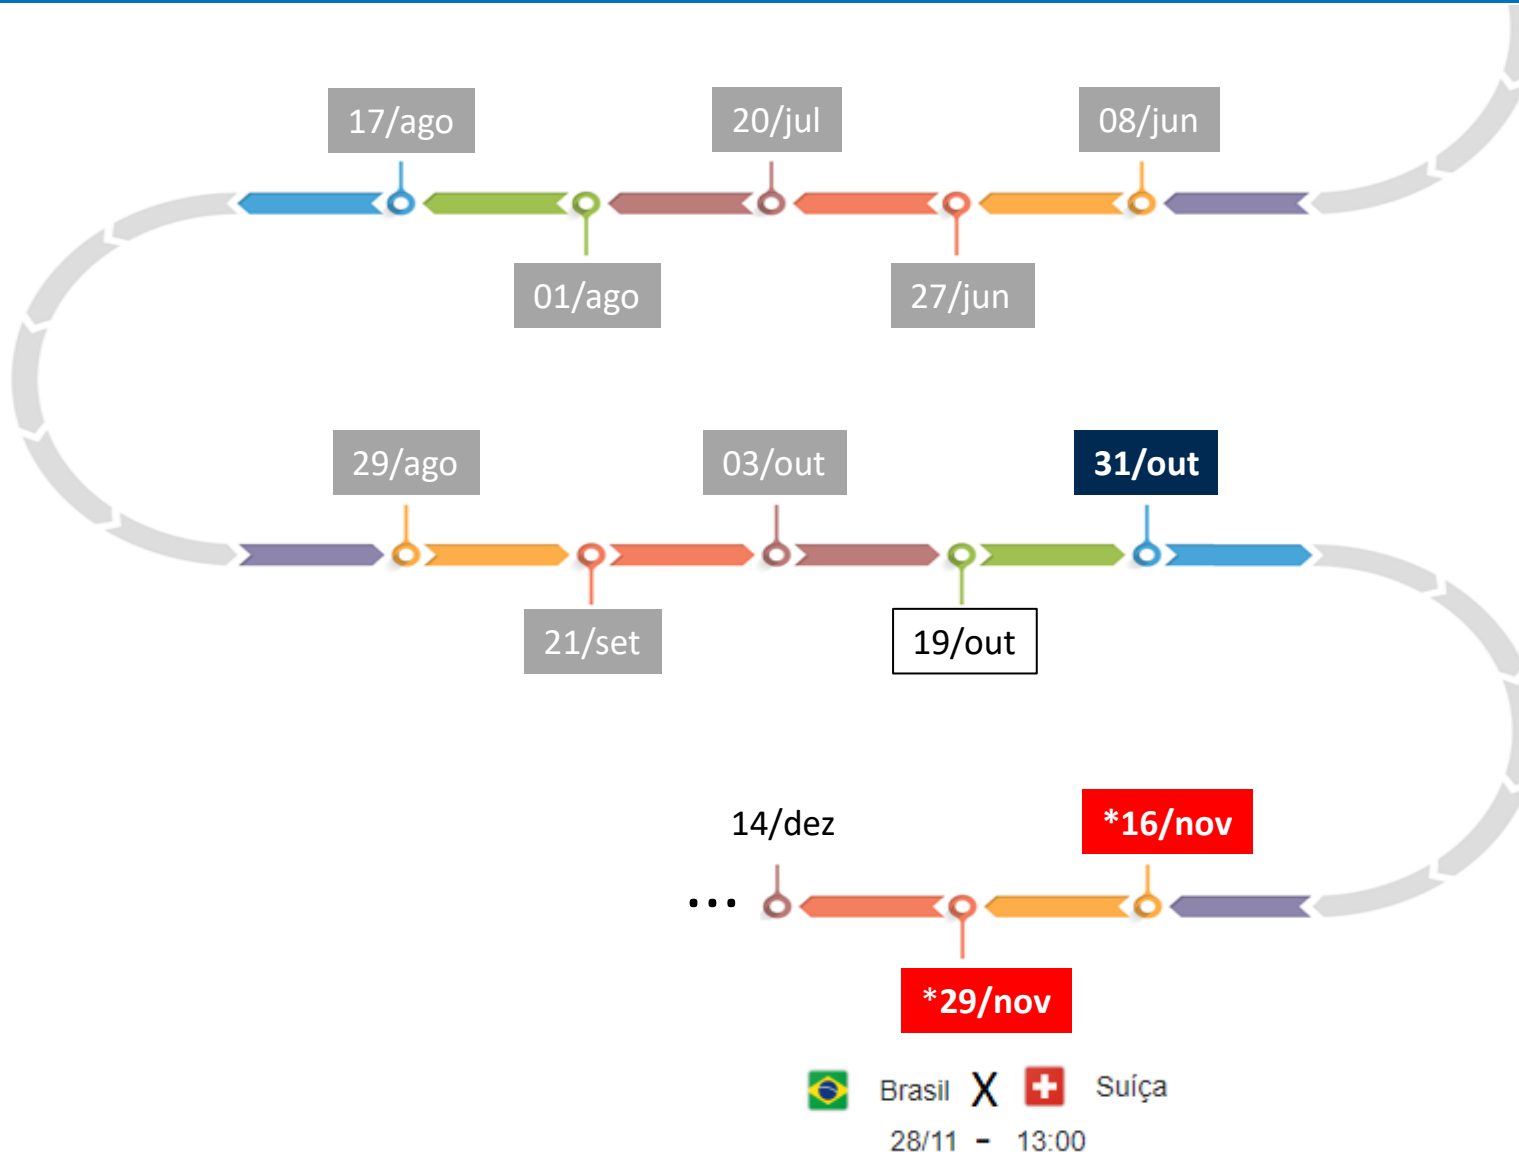 17/ago
20/jul
08/jun
01/ago
27/jun
29/ago
03/out
31/out
21/set
19/out
14/dez
*16/nov
...
*29/nov
Brasil X Suíça
28/11 - 13:00